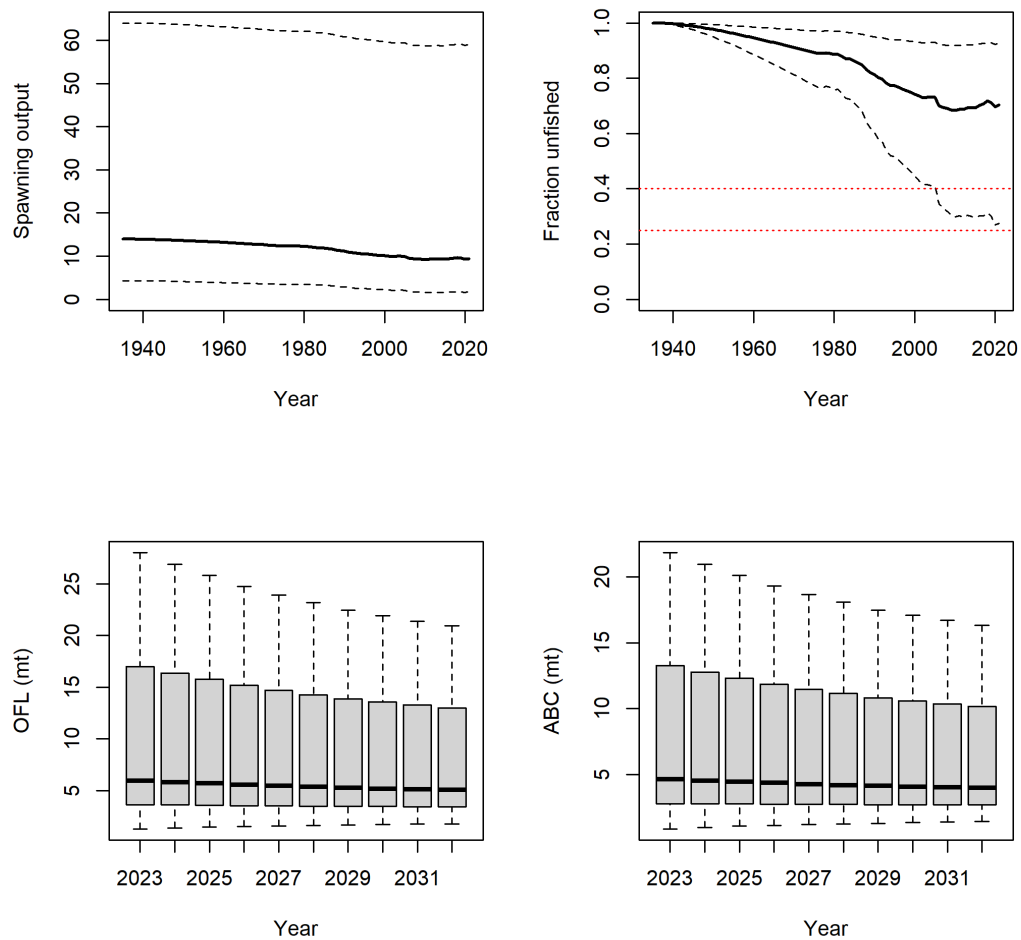 Spawning output
60
50
40
30
20
10
0
1940 1960 1980 2000 2020
Year
Fraction unfished
1.0
0.8
0.6
0.4
0.2
0.0
1940 1960 1980 2000 2020
Year
OFL (mt)
25
20
15
10
5
2023 2025 2027 2029 2031
Year
ABC (mt)
20
15
10
5
2023 2025 2027 2029 2031
Year